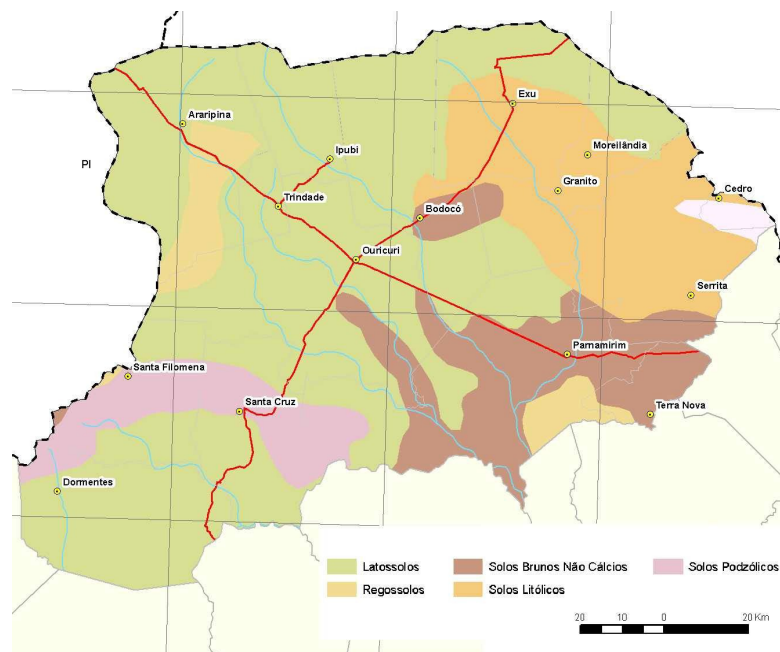 Exu
Araripina
Moreilândia
Ipubi
PI
Granito
Cedro
Trindade
Bodocó
Ouricuri
Serrita
Parnamirim
Santa Filomena
Santa Cruz
Terra Nova
Dormentes
Latossolos
Solos Brunos Não Cálcios
Solos Podzólicos
Regossolos
Solos Litólicos
20 10 0 20 Km